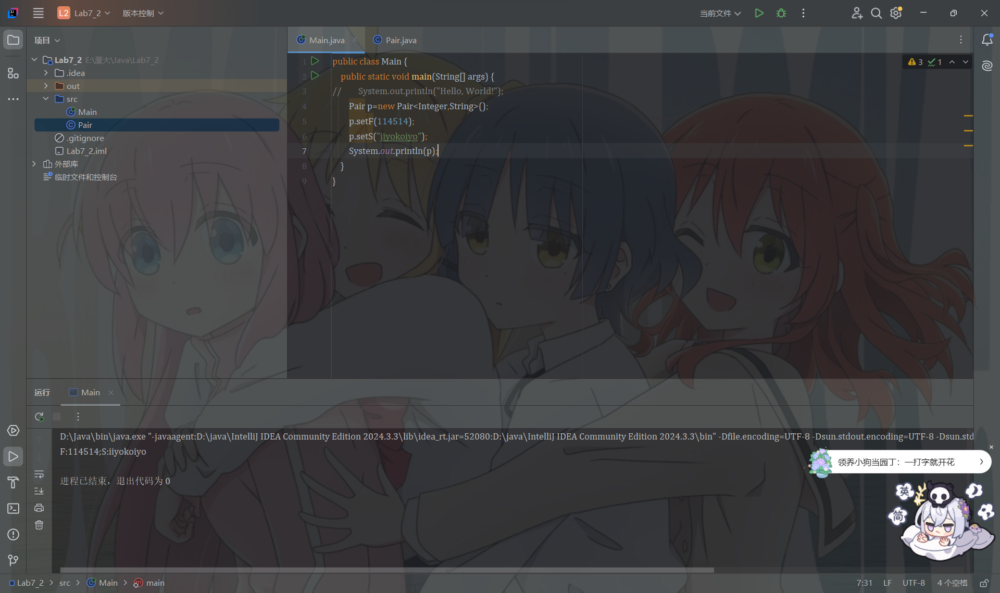 L2 Lab7_2 版本控制 当前文件
项目
Lab7_2 E:\厦大\Java\Lab7_2
.idea
out
src
Main
Pair
.gitignore
Lab7_2.iml
外部库
临时文件和控制台
Main.java Pair.java
3 1
1 public class Main {
2 public static void main(String[] args) {
3 // System.out.println("Hello, World!");
4 Pair p=new Pair<Integer,String>();
5 p.setF(114514);
6 p.setS("iiyokoiyo");
7 System.out.println(p);
8 }
9 }
运行 Main
D:\Java\bin\java.exe "-javaagent:D:\java\IntelliJ IDEA Community Edition 2024.3.3\lib\idea_rt.jar=52080:D:\java\IntelliJ IDEA Community Edition 2024.3.3\bin" -Dfile.encoding=UTF-8 -Dsun.stdout.encoding=UTF-8 -Dsun.std
F:114514;S:iiyokoiyo
进程已结束，退出代码为 0
领养小狗当园丁：一打字就开花
英
简
Lab7_2 src Main main
7:31 LF UTF-8 4 个空格